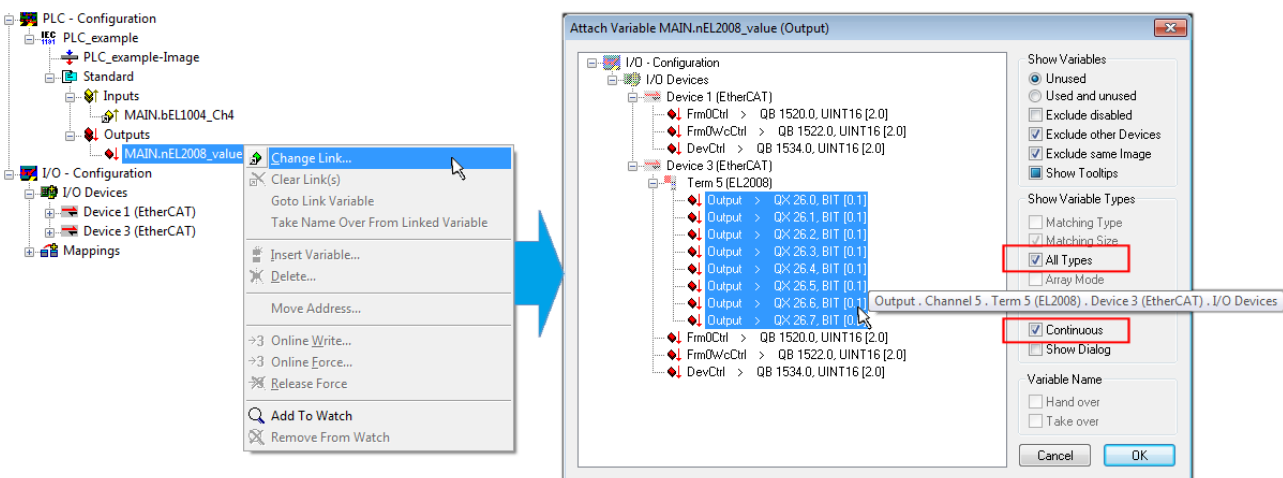 PLC - Configuration
IEC
1131
PLC_example
PLC_example-Image
Standard
Inputs
MAIN.bEL1004_Ch4
Outputs
MAIN.nEL2008_value
I/O - Configuration
I/O Devices
Device 1 (EtherCAT)
Device 3 (EtherCAT)
Mappings
Change Link...
Clear Link(s)
Goto Link Variable
Take Name Over From Linked Variable
Insert Variable...
Delete...
Move Address...
Online Write...
Online Force...
Release Force
Add To Watch
Remove From Watch
Attach Variable MAIN.nEL2008_value (Output)
I/O - Configuration
I/O Devices
Device 1 (EtherCAT)
Frm0Ctrl > QB 1520.0, UINT16 [2.0]
Frm0WcCtrl > QB 1522.0, UINT16 [2.0]
DevCtrl > QB 1534.0, UINT16 [2.0]
Device 3 (EtherCAT)
Term 5 (EL2008)
Output > QX 26.0, BIT [0.1]
Output > QX 26.1, BIT [0.1]
Output > QX 26.2, BIT [0.1]
Output > QX 26.3, BIT [0.1]
Output > QX 26.4, BIT [0.1]
Output > QX 26.5, BIT [0.1]
Output > QX 26.6, BIT [0.1]
Output > QX 26.7, BIT
Frm0Ctrl > QB 1520.0, UINT16 [2.0]
Frm0WcCtrl > QB 1522.0, UINT16 [2.0]
DevCtrl > QB 1534.0, UINT16 [2.0]
Output . Channel 5 . Term 5 (EL2008) . Device 3 (EtherCAT) . I/O Devices
Show Variables
Unused
Used and unused
Exclude disabled
Exclude other Devices
Exclude same Image
Show Tooltips
Show Variable Types
Matching Type
Matching Size
All Types
Array Mode
Continuous
Show Dialog
Variable Name
Hand over
Take over
Cancel
OK